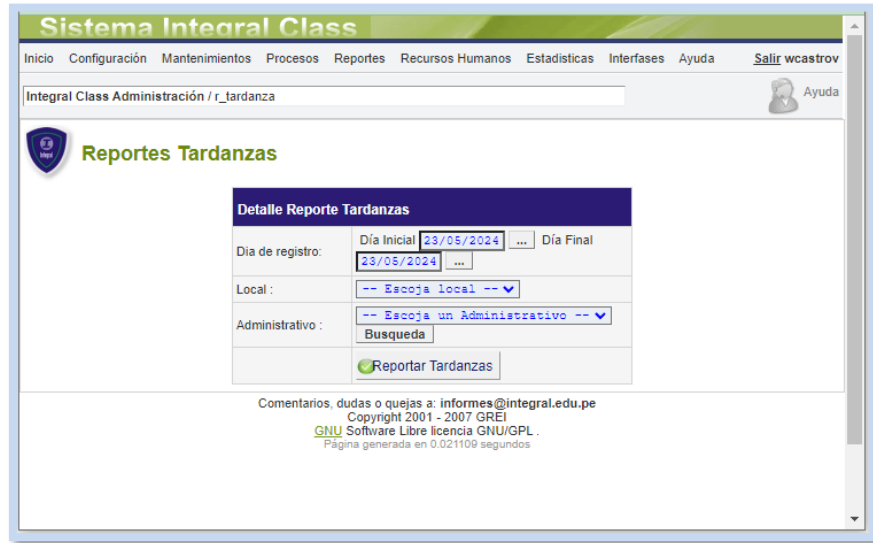 Sistema Integral Class
Inicio Configuración Mantenimientos Procesos Reportes Recursos Humanos Estadisticas Interfases Ayuda Salir wcastrov
Integral Class Administración / r_tardanza
Ayuda
Reportes Tardanzas
Detalle Reporte Tardanzas
Dia de registro:
Día Inicial 23/05/2024 ... Día Final
23/05/2024 ...
Local :
-- Escoja local --
Administrativo :
-- Escoja un Administrativo --
Busqueda
Reportar Tardanzas
Comentarios, dudas o quejas a: informes@integral.edu.pe
Copyright 2001 - 2007 GREI
GNU Software Libre licencia GNU/GPL .
Página generada en 0.021109 segundos